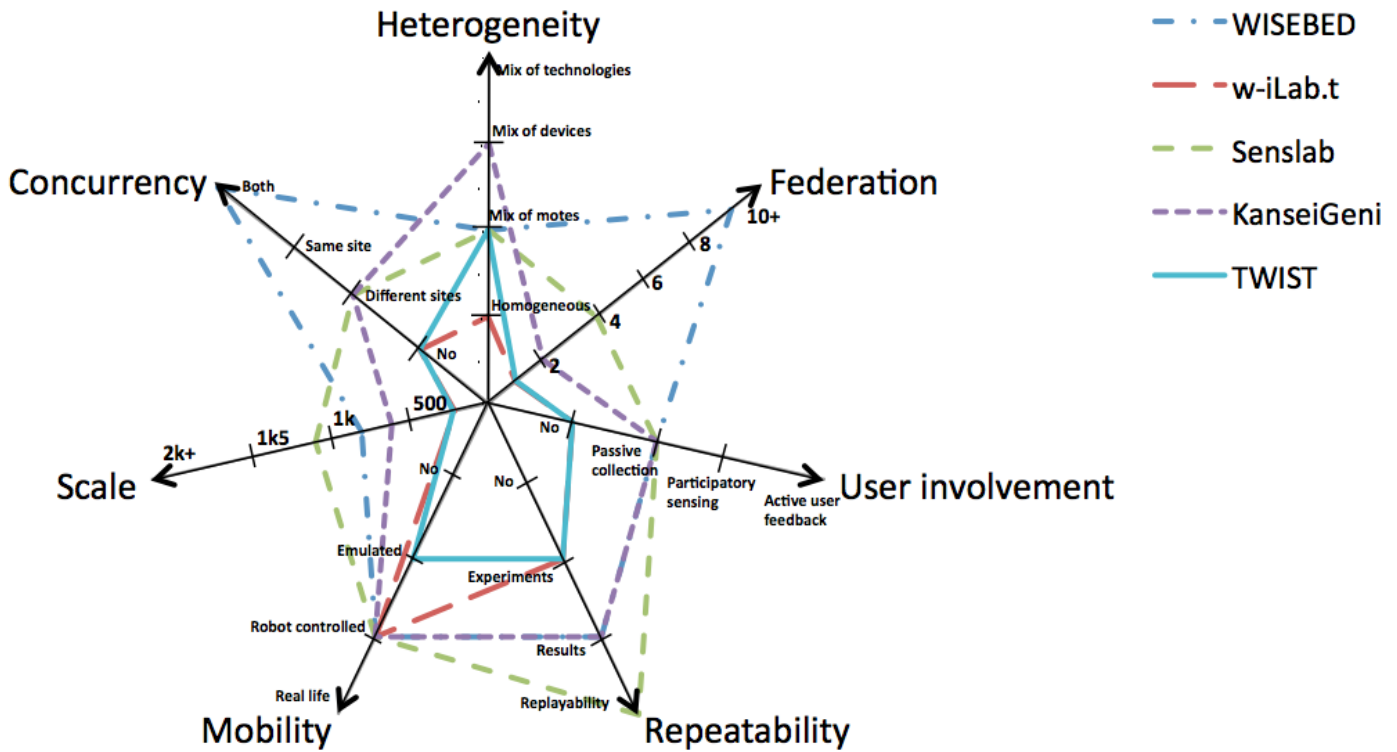 Heterogeneity
Mix of technologies
Mix of devices
Mix of motes
Homogeneous
Federation
10+
8
6
4
2
User involvement
No
Passive
collection
Participatory
sensing
Active user
feedback
Repeatability
No
Experiments
Results
Replayability
Mobility
No
Emulated
Robot controlled
Real life
Scale
500
1k
1k5
2k+
Concurrency
Both
Same site
Different sites
No
WISEBED
w-iLab.t
Senslab
KanseiGeni
TWIST